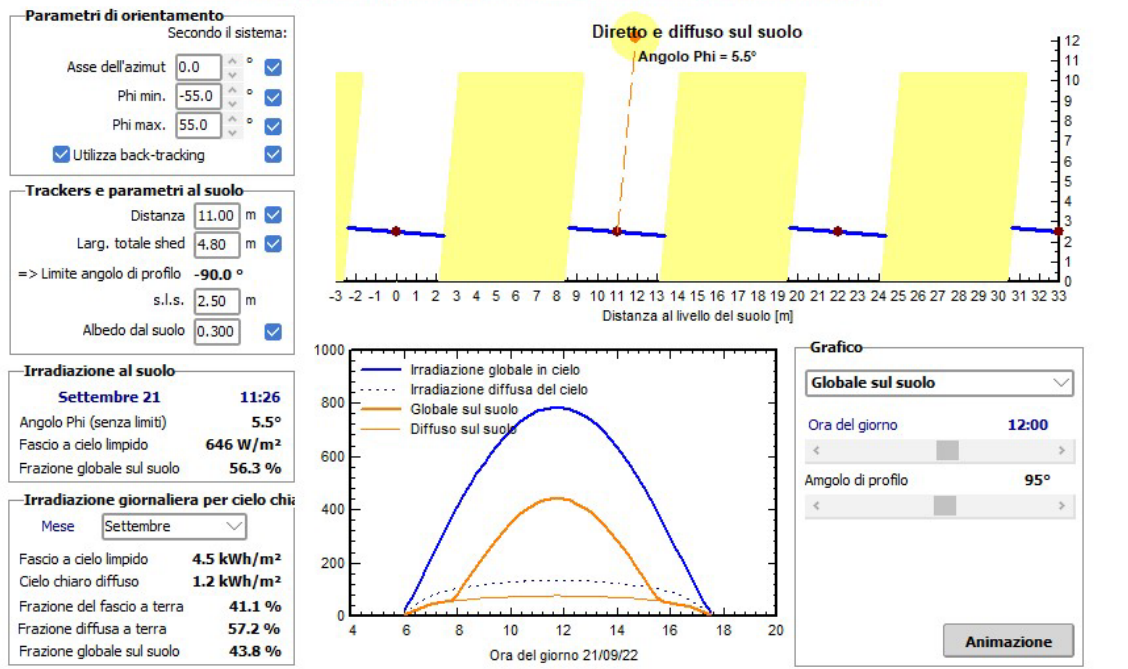 Parametri di orientamento
Secondo il sistema:
Asse dell'azimut 0.0 °
Phi min. -55.0 °
Phi max. 55.0 °
Utilizza back-tracking
Trackers e parametri al suolo
Distanza 11.00 m
Larg. totale shed 4.80 m
=> Limite angolo di profilo -90.0 °
s.l.s. 2.50 m
Albedo dal suolo 0.300
Irradiazione al suolo
Settembre 21 11:26
Angolo Phi (senza limiti) 5.5°
Fascio a cielo limpido 646 W/m²
Frazione globale sul suolo 56.3 %
Irradiazione giornaliera per cielo chia
Mese Settembre
Fascio a cielo limpido 4.5 kWh/m²
Cielo chiaro diffuso 1.2 kWh/m²
Frazione del fascio a terra 41.1 %
Frazione diffusa a terra 57.2 %
Frazione globale sul suolo 43.8 %
Diretto e diffuso sul suolo
Angolo Phi = 5.5°
12
11
10
9
8
7
6
5
4
3
2
1
0
-3 -2 -1 0 1 2 3 4 5 6 7 8 9 10 11 12 13 14 15 16 17 18 19 20 21 22 23 24 25 26 27 28 29 30 31 32 33
Distanza al livello del suolo [m]
1000
800
600
400
200
0
Irradiazione globale in cielo
Irradiazione diffusa del cielo
Globale sul suolo
Diffuso sul suolo
4 6 8 10 12 14 16 18 20
Ora del giorno 21/09/22
Grafico
Globale sul suolo
Ora del giorno 12:00
Amgolo di profilo 95°
Animazione